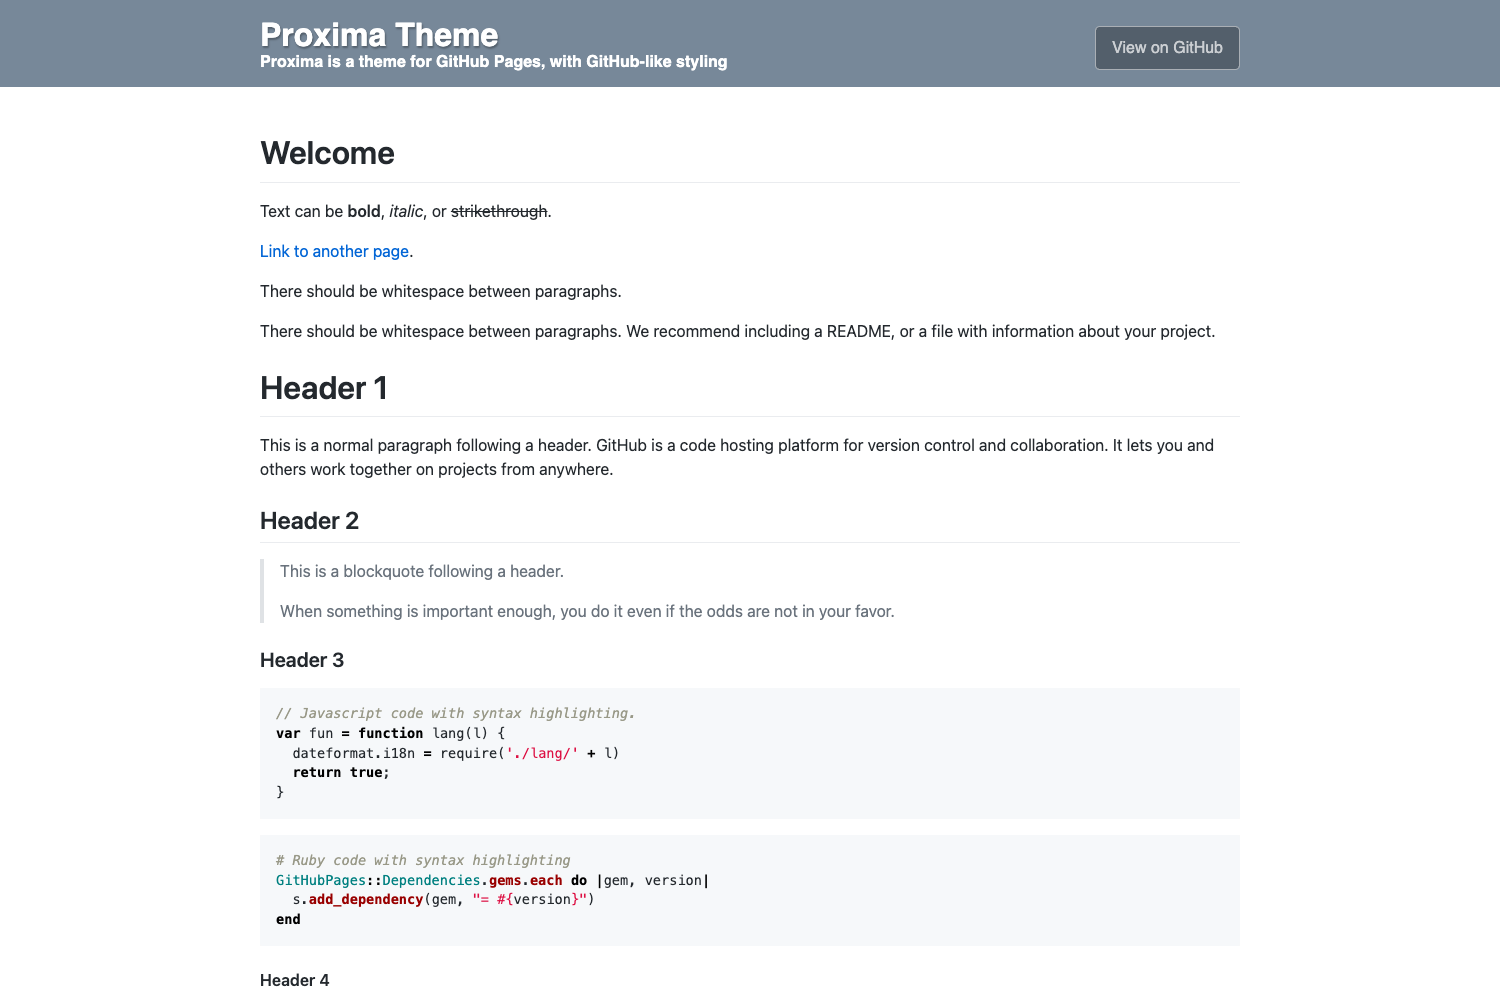 Proxima Theme
Proxima is a theme for GitHub Pages, with GitHub-like styling
View on GitHub
Welcome
Text can be bold, italic, or strikethrough.
Link to another page.
There should be whitespace between paragraphs.
There should be whitespace between paragraphs. We recommend including a README, or a file with information about your project.
Header 1
This is a normal paragraph following a header. GitHub is a code hosting platform for version control and collaboration. It lets you and
others work together on projects from anywhere.
Header 2
This is a blockquote following a header.
When something is important enough, you do it even if the odds are not in your favor.
Header 3
// Javascript code with syntax highlighting.
var fun = function lang(l) {
  dateformat.i18n = require('./lang/' + l)
  return true;
}
# Ruby code with syntax highlighting
GitHubPages::Dependencies.gems.each do |gem, version|
  s.add_dependency(gem, "= #{version}")
end
Header 4